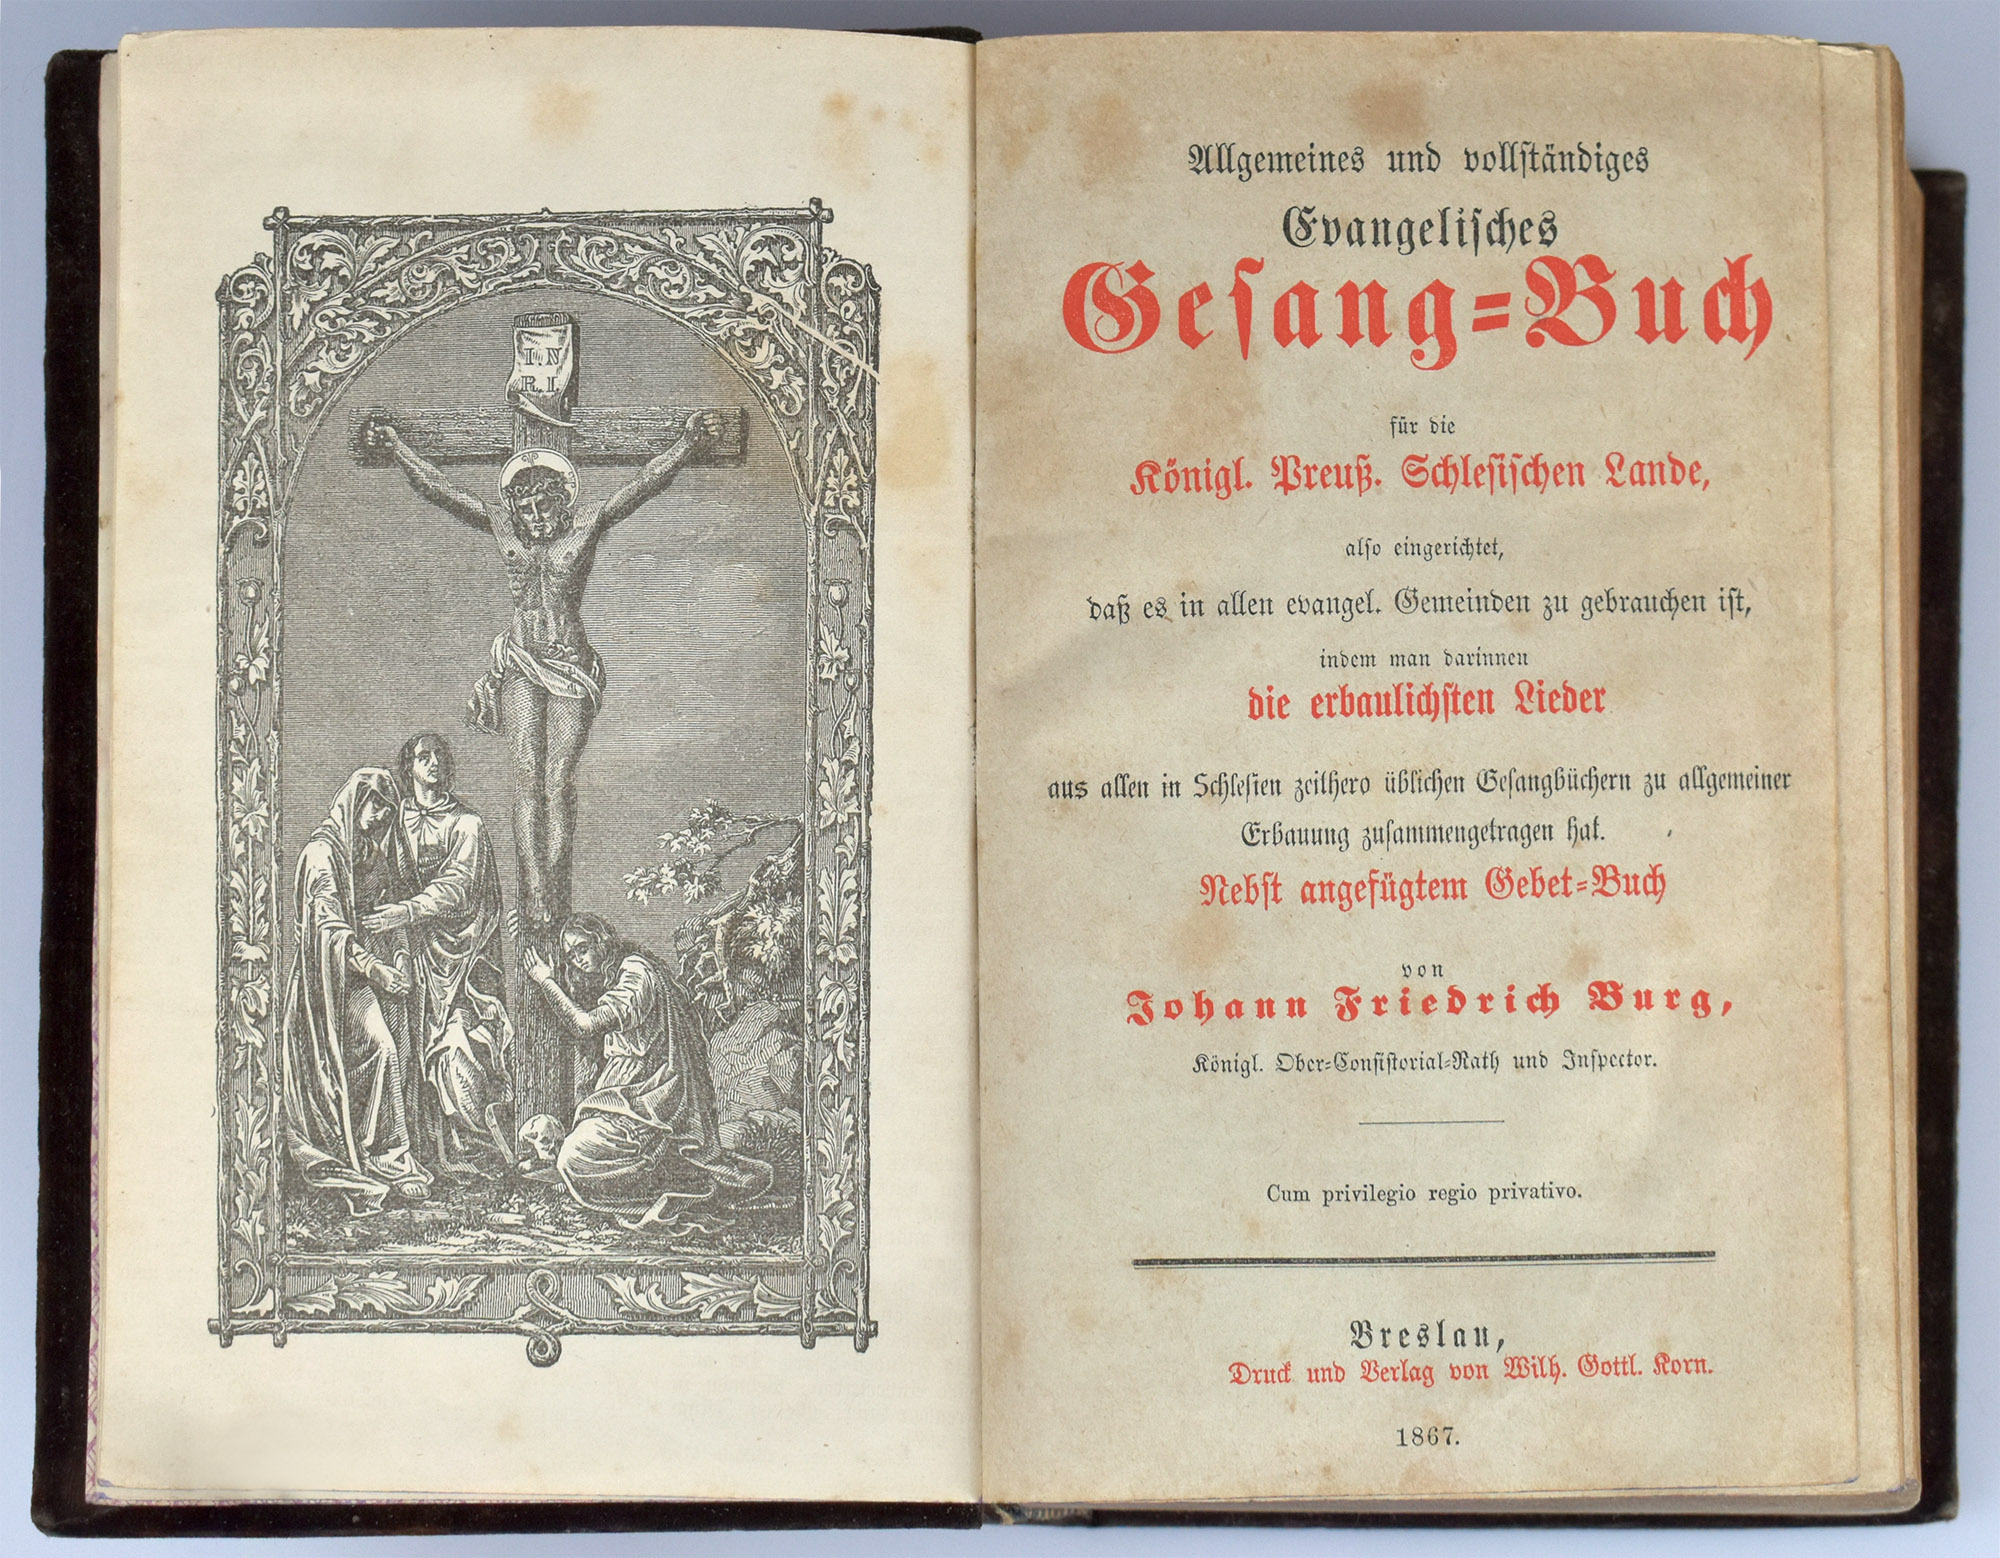 I. N
R. I.
Allgemeines und vollſtändiges
Evangeliſches
Geſang=Buch
für die
Königl. Preuß. Schleſiſchen Lande,
alſo eingerichtet,
daß es in allen evangel. Gemeinden zu gebrauchen iſt,
indem man darinnen
die erbaulichſten Lieder
aus allen in Schleſien zeithero üblichen Geſangbüchern zu allgemeiner
Erbauung zuſammengetragen hat.
Nebſt angefügtem Gebet=Buch
von
Johann Friedrich Burg,
Königl. Ober=Conſiſtorial=Rath und Inſpector.
Cum privilegio regio privativo.
Breslau,
Druck und Verlag von Wilh. Gottl. Korn.
1867.